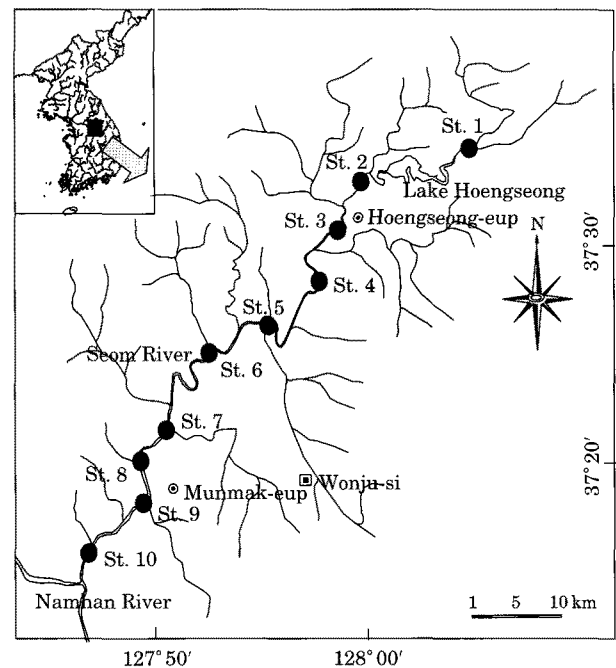 St. 1
St. 2
Lake Hoengseong
St. 3
Hoengseong-eup
N
37°30′
St. 4
St. 5
Seom River
St. 6
St. 7
37°20′
St. 8
Wonju-si
Munmak-eup
St. 9
St. 10
Namhan River
1 5 10 km
127°50′ 128°00′